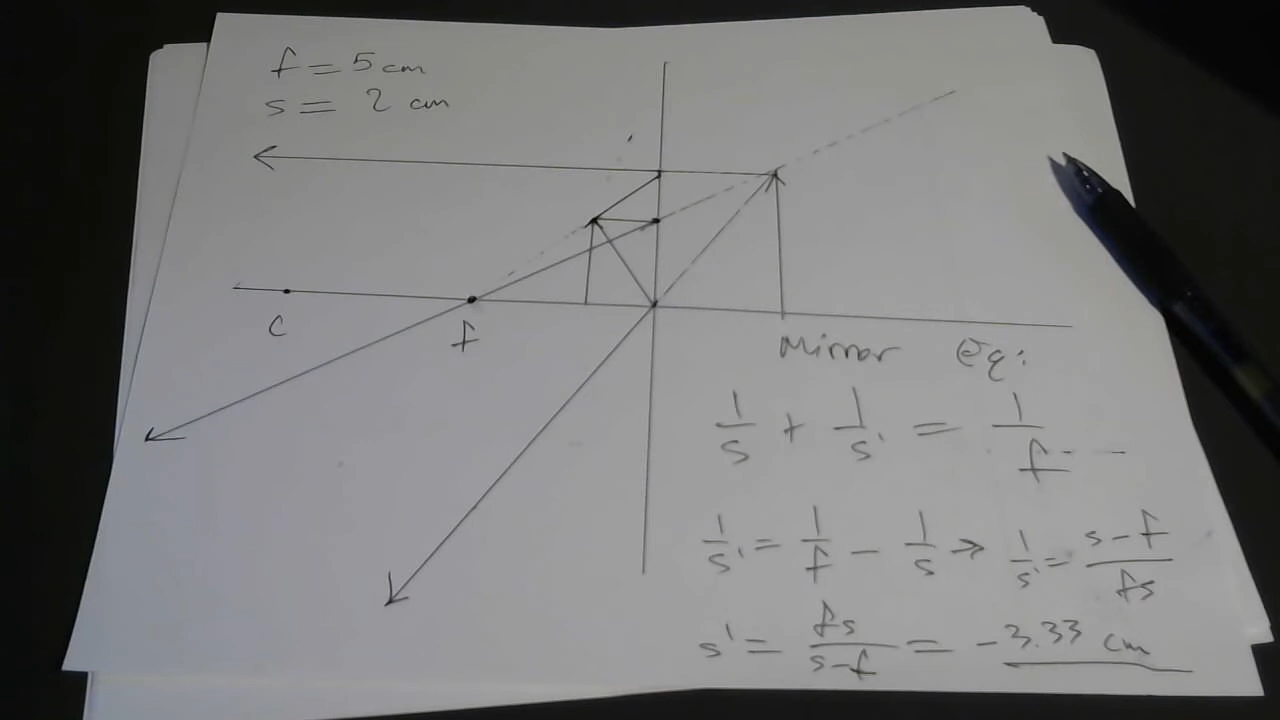 f = 5 cm
s = 2 cm
C
f
Mirror Eq:
1/s + 1/s' = 1/f
1/s' = 1/f - 1/s → 1/s' = s-f/fs
s' = fs/s-f = -3.33 cm